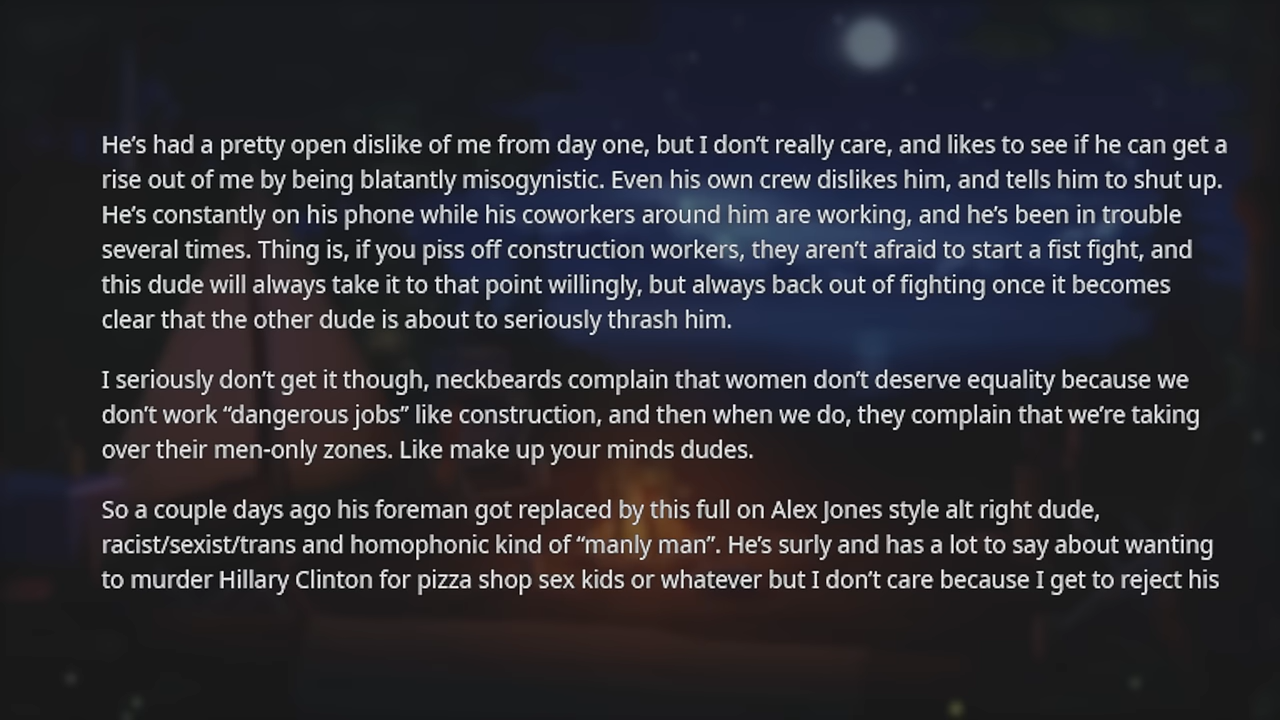 He’s had a pretty open dislike of me from day one, but I don’t really care, and likes to see if he can get a
rise out of me by being blatantly misogynistic. Even his own crew dislikes him, and tells him to shut up.
He’s constantly on his phone while his coworkers around him are working, and he’s been in trouble
several times. Thing is, if you piss off construction workers, they aren’t afraid to start a fist fight, and
this dude will always take it to that point willingly, but always back out of fighting once it becomes
clear that the other dude is about to seriously thrash him.
I seriously don’t get it though, neckbeards complain that women don’t deserve equality because we
don’t work “dangerous jobs” like construction, and then when we do, they complain that we’re taking
over their men-only zones. Like make up your minds dudes.
So a couple days ago his foreman got replaced by this full on Alex Jones style alt right dude,
racist/sexist/trans and homophonic kind of “manly man”. He’s surly and has a lot to say about wanting
to murder Hillary Clinton for pizza shop sex kids or whatever but I don’t care because I get to reject his